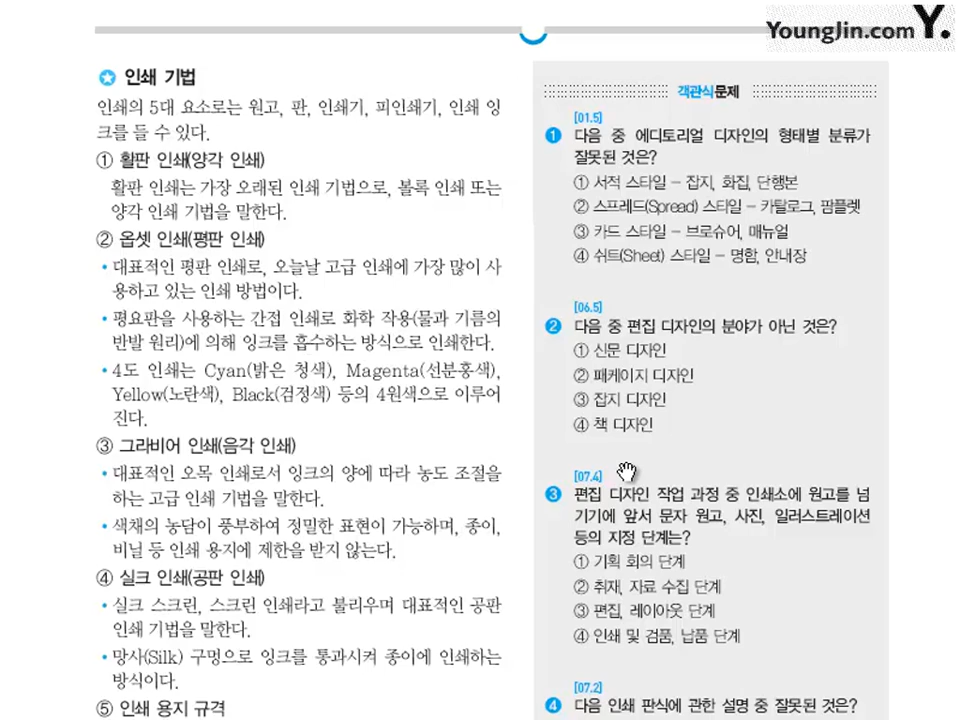 YoungJin.com Y.
인쇄 기법
인쇄의 5대 요소로는 원고, 판, 인쇄기, 피인쇄기, 인쇄 잉
크를 들 수 있다.
① 활판 인쇄(양각 인쇄)
활판 인쇄는 가장 오래된 인쇄 기법으로, 볼록 인쇄 또는
양각 인쇄 기법을 말한다.
② 옵셋 인쇄(평판 인쇄)
• 대표적인 평판 인쇄로, 오늘날 고급 인쇄에 가장 많이 사
용하고 있는 인쇄 방법이다.
• 평요판을 사용하는 간접 인쇄로 화학 작용(물과 기름의
반발 원리)에 의해 잉크를 흡수하는 방식으로 인쇄한다.
• 4도 인쇄는 Cyan(밝은 청색), Magenta(선분홍색),
Yellow(노란색), Black(검정색) 등의 4원색으로 이루어
진다.
③ 그라비어 인쇄(음각 인쇄)
• 대표적인 오목 인쇄로서 잉크의 양에 따라 농도 조절을
하는 고급 인쇄 기법을 말한다.
• 색채의 농담이 풍부하여 정밀한 표현이 가능하며, 종이,
비닐 등 인쇄 용지에 제한을 받지 않는다.
④ 실크 인쇄(공판 인쇄)
• 실크 스크린, 스크린 인쇄라고 불리우며 대표적인 공판
인쇄 기법을 말한다.
• 망사(Silk) 구멍으로 잉크를 통과시켜 종이에 인쇄하는
방식이다.
⑤ 인쇄 용지 규격
객관식문제
[01.5]
1 다음 중 에디토리얼 디자인의 형태별 분류가
잘못된 것은?
① 서적 스타일 - 잡지, 화집, 단행본
② 스프레드(Spread) 스타일 - 카탈로그, 팜플렛
③ 카드 스타일 - 브로슈어, 매뉴얼
④ 쉬트(Sheet) 스타일 - 명함, 안내장
[06.5]
2 다음 중 편집 디자인의 분야가 아닌 것은?
① 신문 디자인
② 패케이지 디자인
③ 잡지 디자인
④ 책 디자인
[07.4]
3 편집 디자인 작업 과정 중 인쇄소에 원고를 넘
기기에 앞서 문자 원고, 사진, 일러스트레이션
등의 지정 단계는?
① 기획 회의 단계
② 취재, 자료 수집 단계
③ 편집, 레이아웃 단계
④ 인쇄 및 검품, 납품 단계
[07.2]
4 다음 인쇄 판식에 관한 설명 중 잘못된 것은?